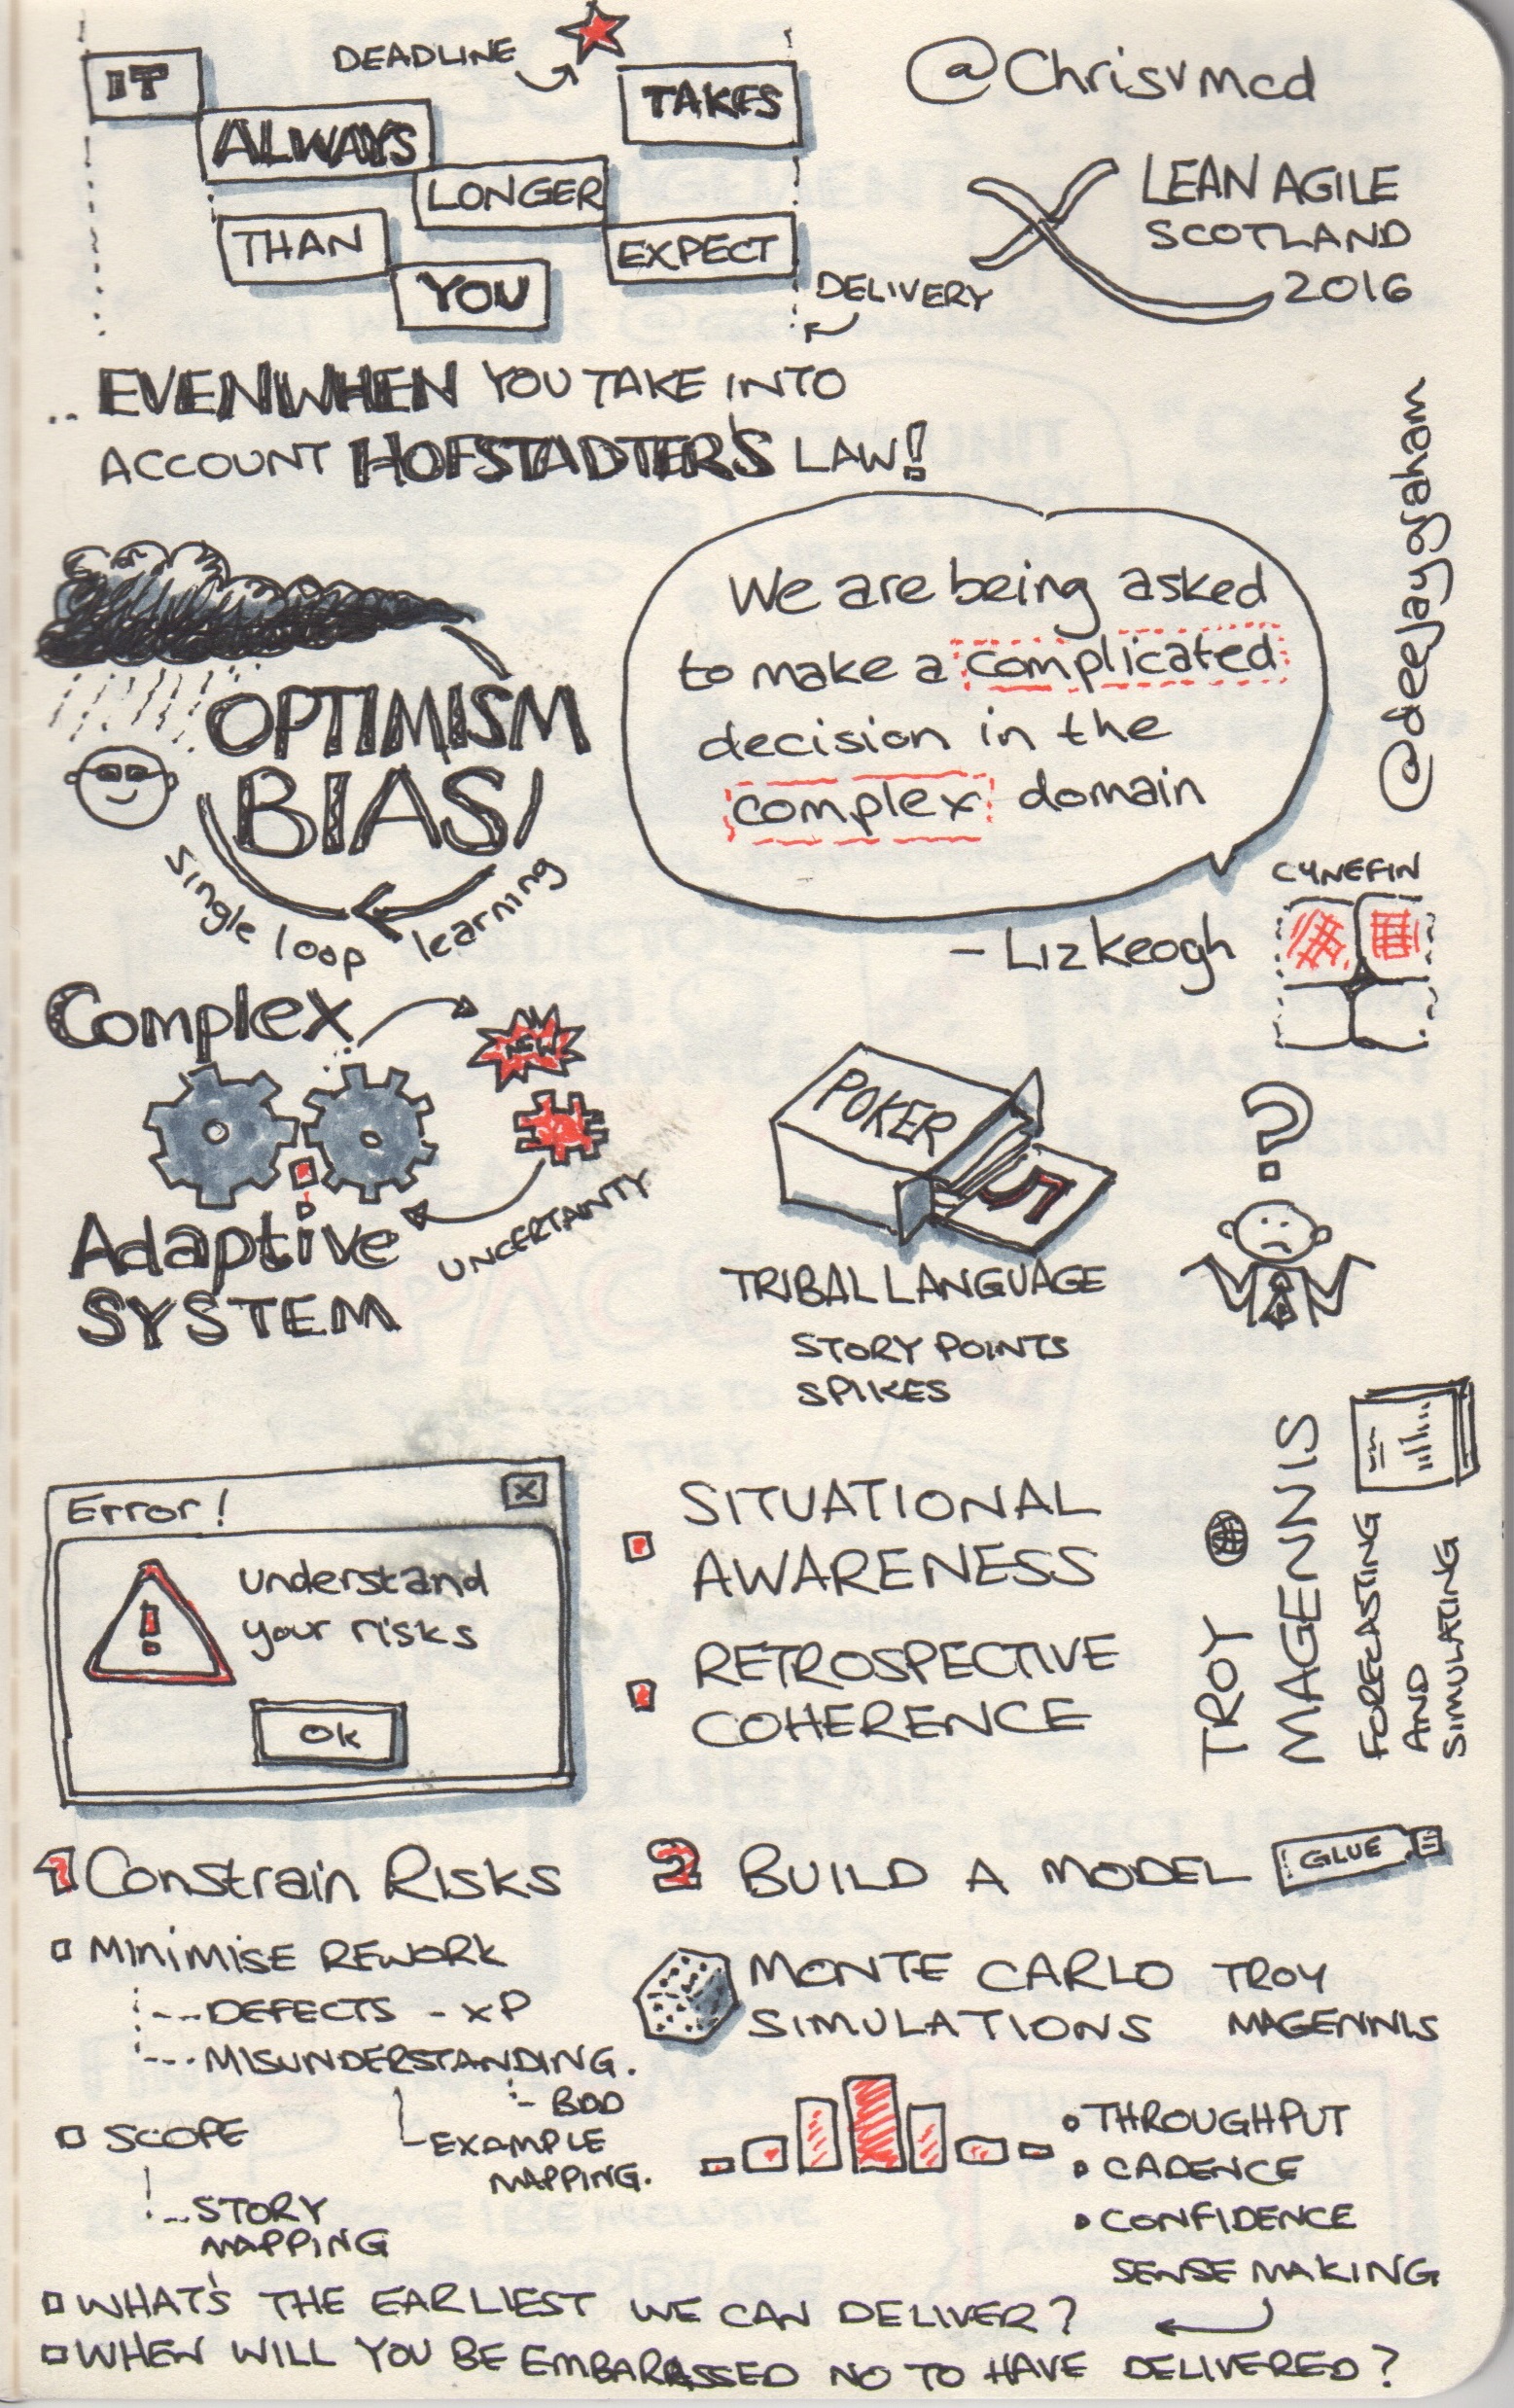 IT
ALWAYS
DEADLINE
TAKES
LONGER
THAN
EXPECT
YOU
DELIVERY
@Chrisvmcd
LEAN AGILE
SCOTLAND
2016
.. EVEN WHEN YOU TAKE INTO
ACCOUNT HOFSTADTER'S LAW!
@deejaygraham
OPTIMISM
BIAS
single loop learning
We are being asked
to make a complicated
decision in the
complex domain
- Liz Keogh
CYNEFIN
Complex
NEW
Adaptive
SYSTEM
UNCERTAINTY
POKER
5
TRIBAL LANGUAGE
STORY POINTS
SPIKES
?
Error!
x
!
understand
your risks
Ok
SITUATIONAL
AWARENESS
RETROSPECTIVE
COHERENCE
TROY
MAGENNIS
FORECASTING
AND
SIMULATING
1 Constrain Risks
MINIMISE REWORK
DEFECTS - XP
MISUNDERSTANDING.
BDD
EXAMPLE
MAPPING.
SCOPE
STORY
MAPPING
2 BUILD A MODEL
GLUE
MONTE CARLO TROY
SIMULATIONS MAGENNIS
THROUGHPUT
CADENCE
CONFIDENCE
SENSE MAKING
WHAT'S THE EARLIEST WE CAN DELIVER?
WHEN WILL YOU BE EMBARRASSED NO TO HAVE DELIVERED?